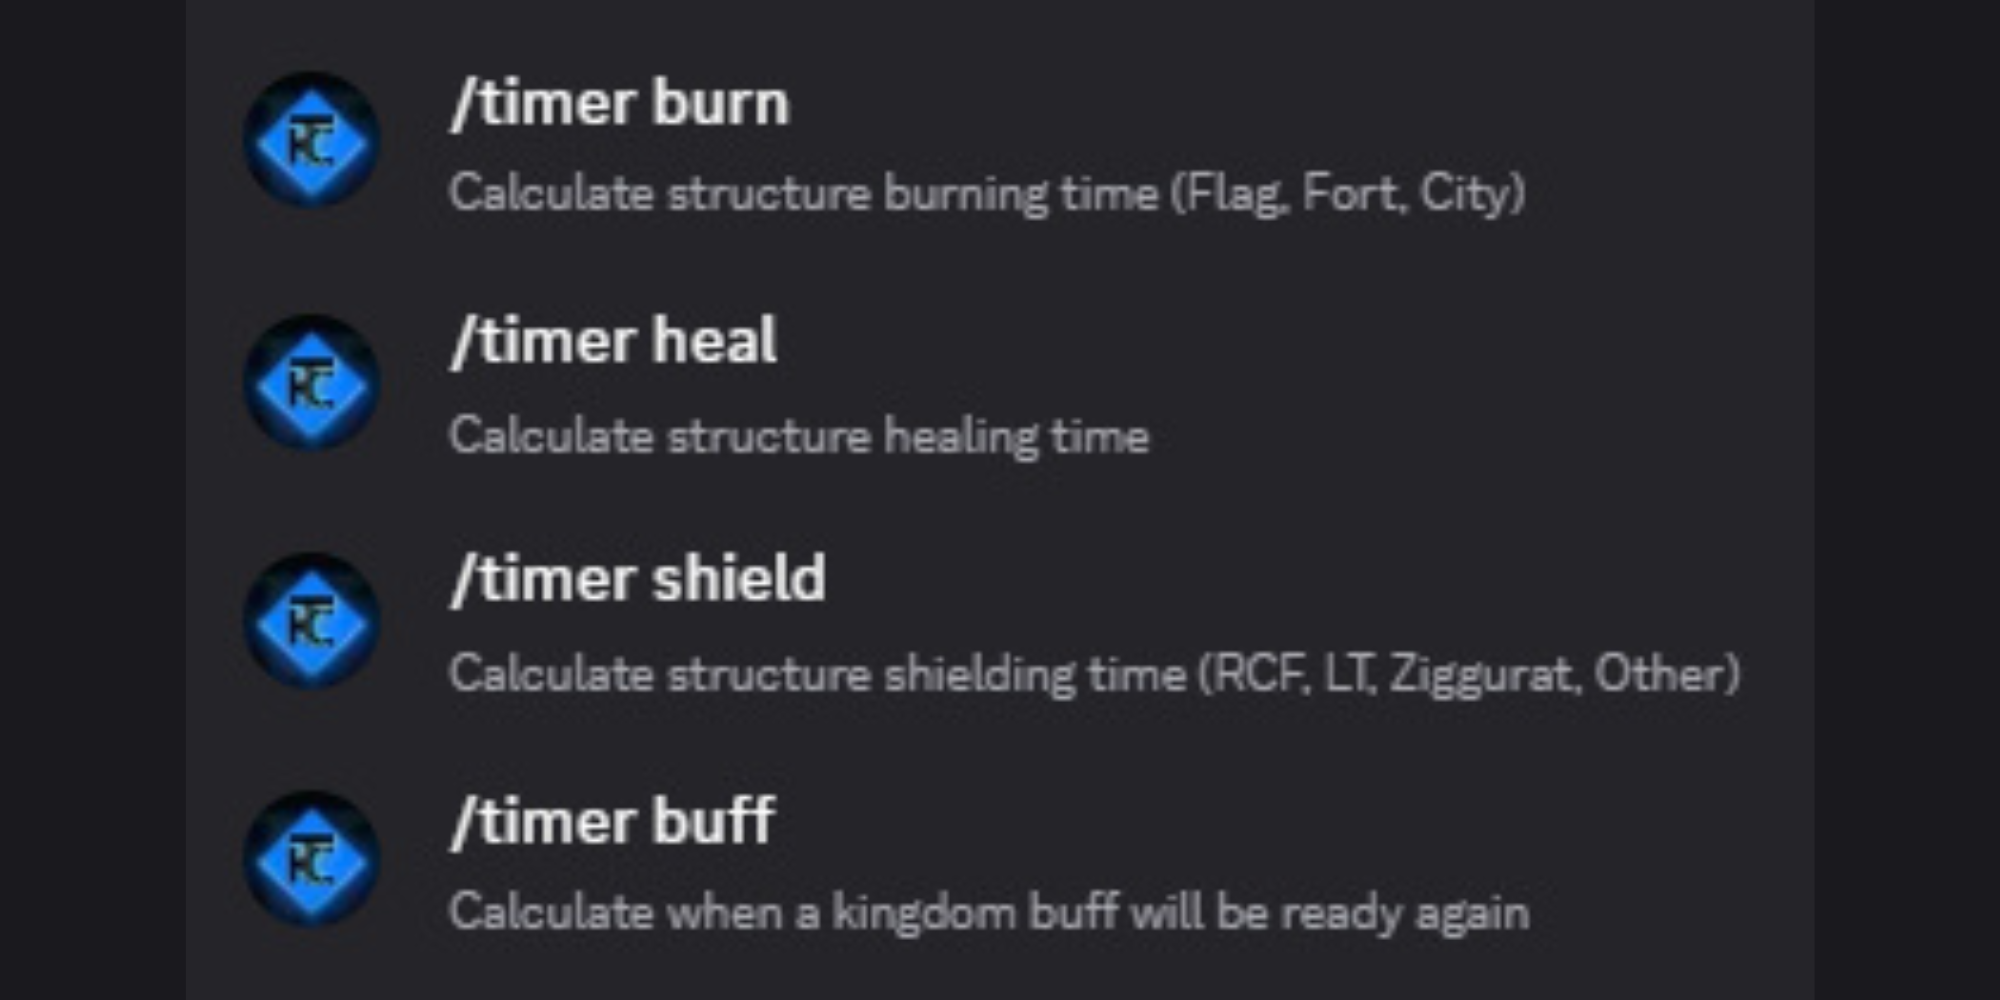 /timer burn
Calculate structure burning time (Flag, Fort, City)
/timer heal
Calculate structure healing time
/timer shield
Calculate structure shielding time (RCF, LT, Ziggurat, Other)
/timer buff
Calculate when a kingdom buff will be ready again